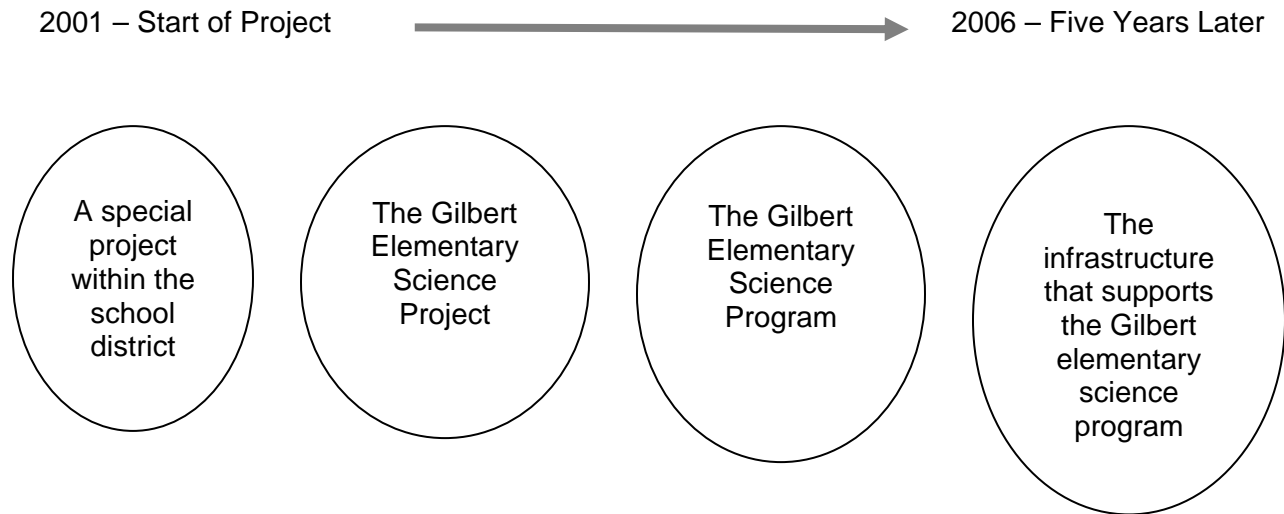 2001 – Start of Project
2006 – Five Years Later
A special
project
within the
school
district
The Gilbert
Elementary
Science
Project
The Gilbert
Elementary
Science
Program
The
infrastructure
that supports
the Gilbert
elementary
science
program